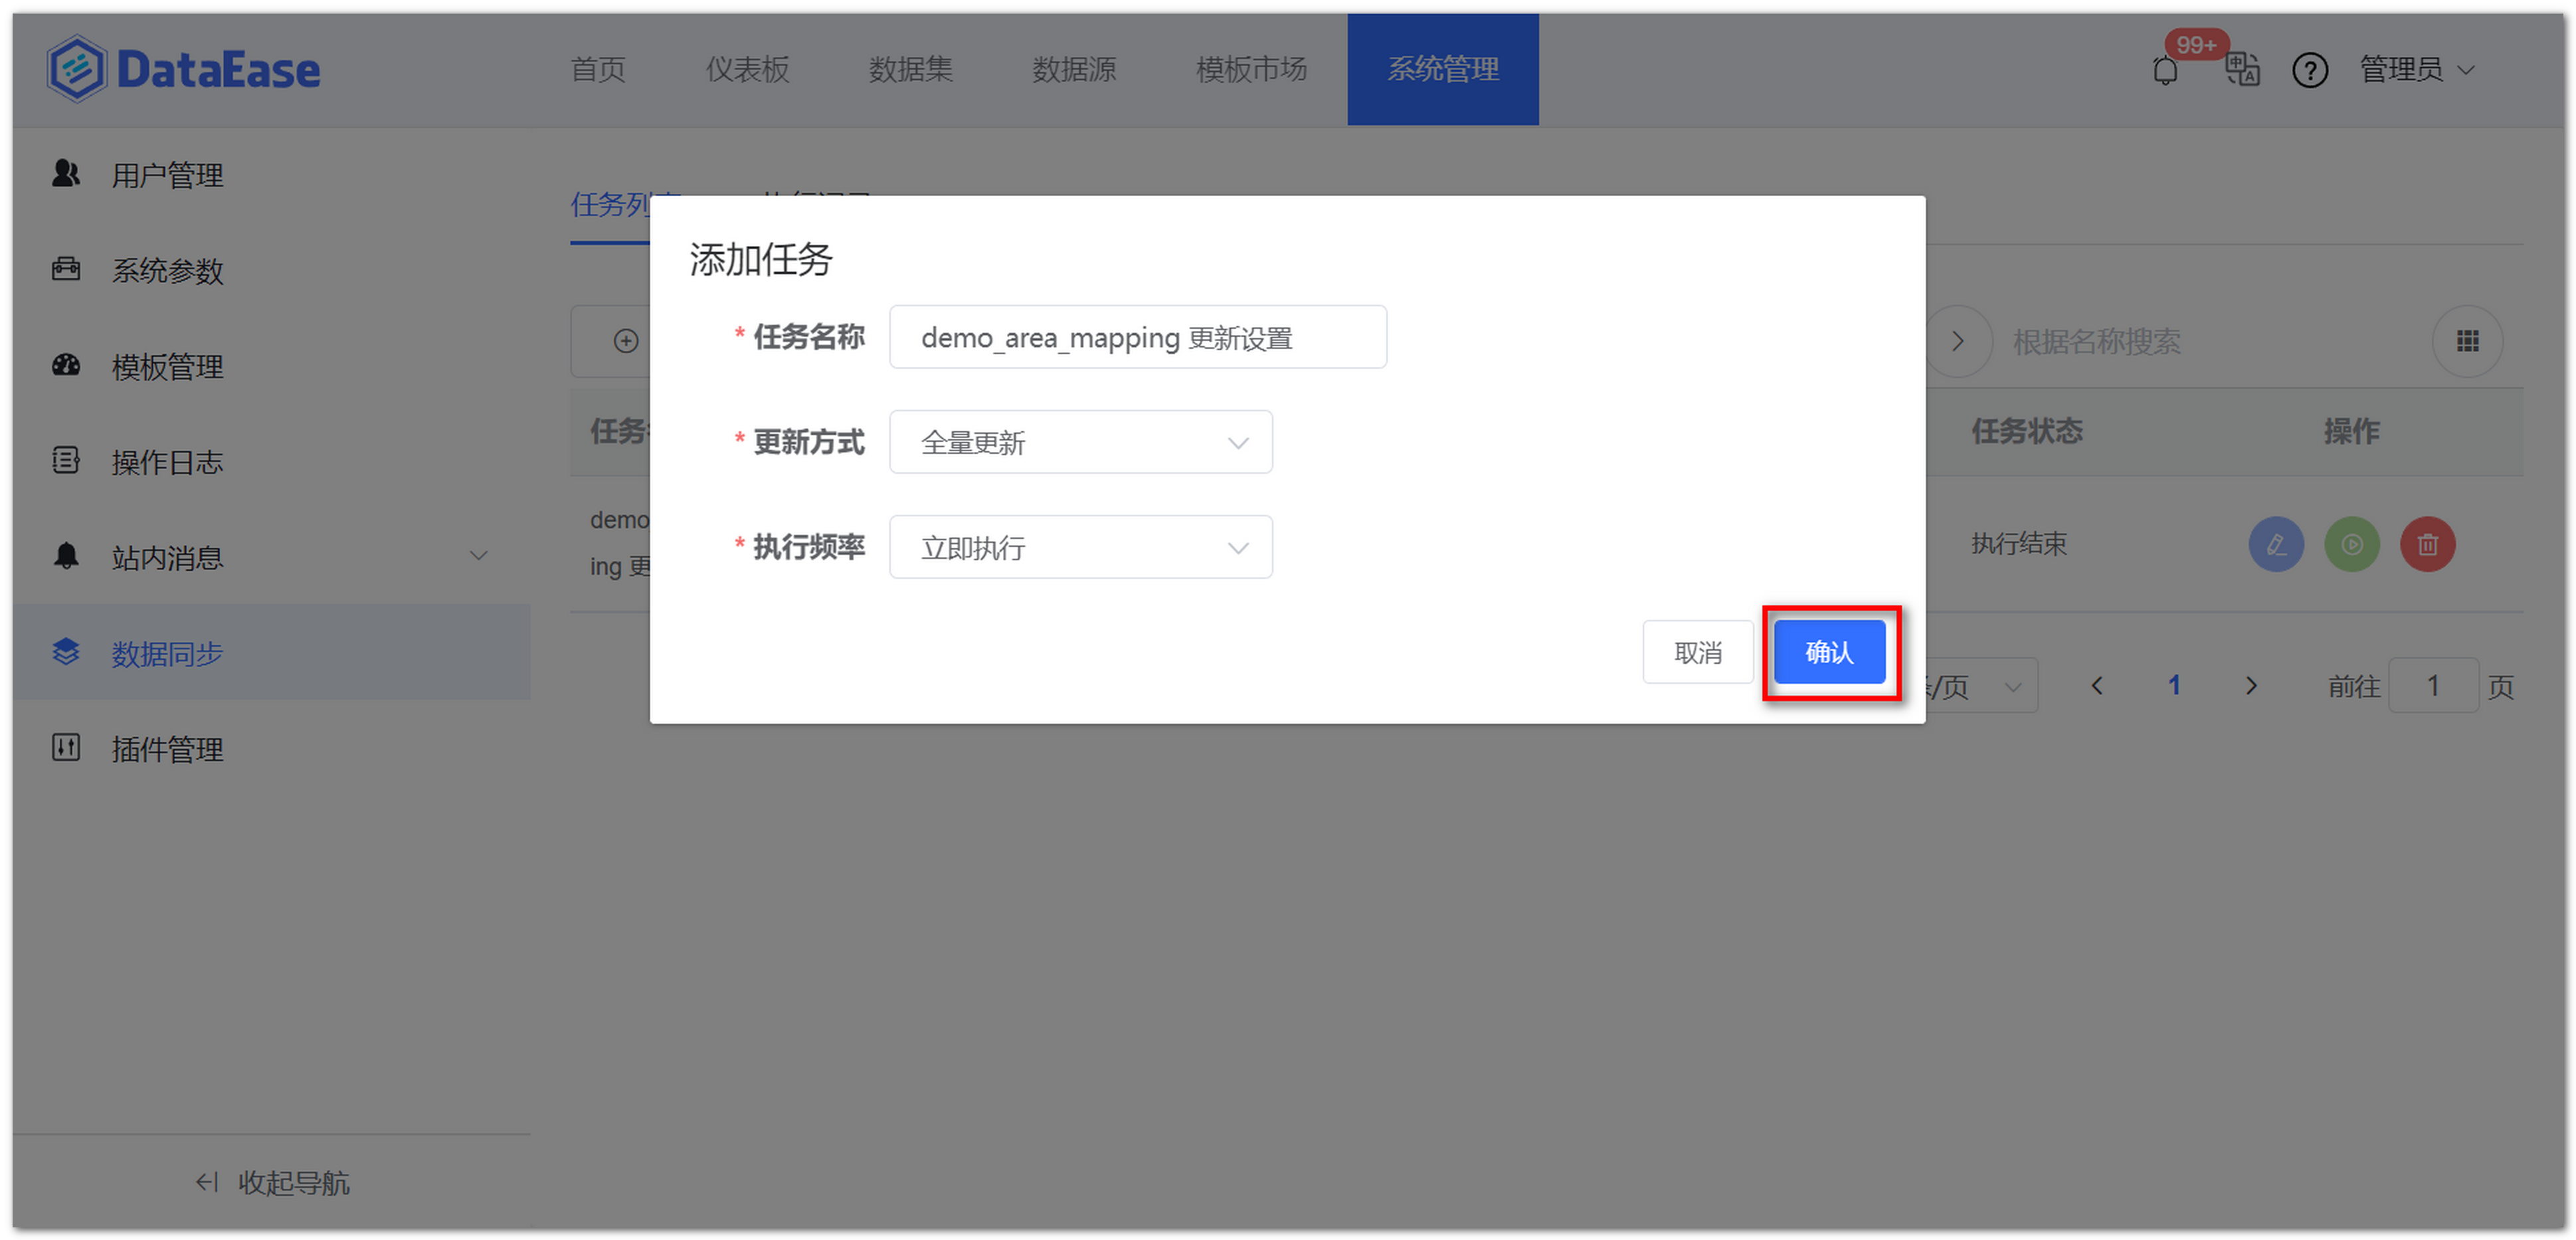 DataEase
首页 仪表板 数据集 数据源 模板市场 系统管理
99+
管理员
用户管理
系统参数
模板管理
操作日志
站内消息
数据同步
插件管理
收起导航
任务列
添加任务
* 任务名称 demo_area_mapping 更新设置
* 更新方式 全量更新
* 执行频率 立即执行
取消 确认
根据名称搜索
任务 任务状态 操作
demo
ing 更
执行结束
/页 1 前往 1 页